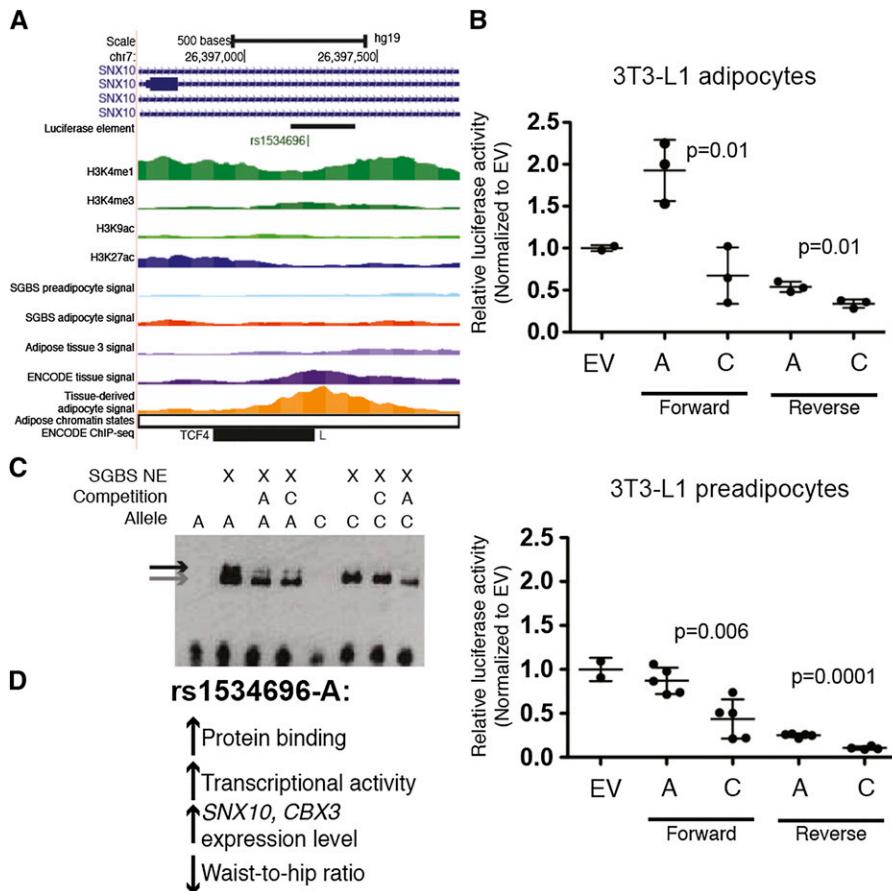 A
Scale
500 bases
hg19
chr7:
26,397,000
26,397,500
SNX10
SNX10
SNX10
SNX10
Luciferase element
rs1534696
H3K4me1
H3K4me3
H3K9ac
H3K27ac
SGBS preadipocyte signal
SGBS adipocyte signal
Adipose tissue 3 signal
ENCODE tissue signal
Tissue-derived
adipocyte signal
Adipose chromatin states
ENCODE ChIP-seq
TCF4
L
B
3T3-L1 adipocytes
Relative luciferase activity
(Normalized to EV)
2.5
2.0
1.5
1.0
0.5
0.0
p=0.01
p=0.01
EV A C A C
Forward Reverse
3T3-L1 preadipocytes
Relative luciferase activity
(Normalized to EV)
2.5
2.0
1.5
1.0
0.5
0.0
p=0.006
p=0.0001
EV A C A C
Forward Reverse
C
SGBS NE X X X X X X
Competition A C C A
Allele A A A A C C C C
D
rs1534696-A:
Protein binding
Transcriptional activity
SNX10, CBX3
expression level
Waist-to-hip ratio